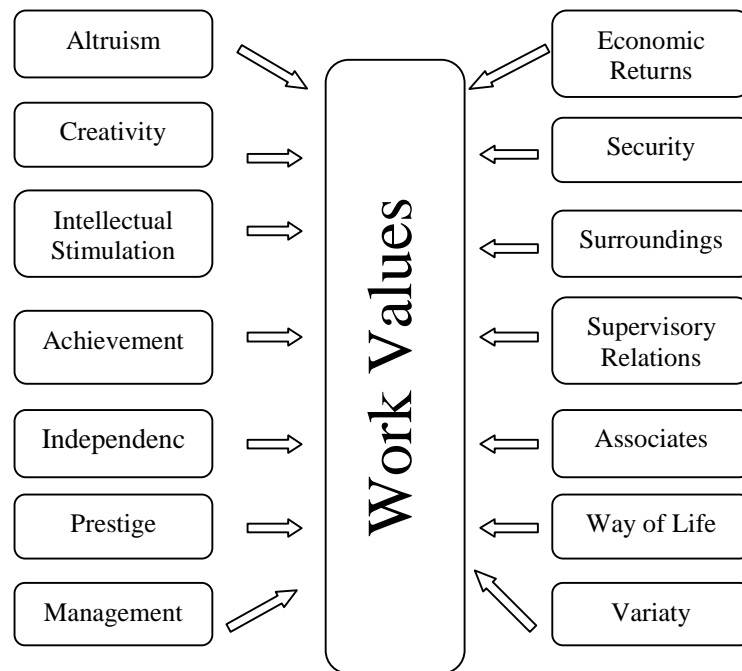 Altruism
Creativity
Intellectual
Stimulation
Achievement
Independenc
Prestige
Management
Work Values
Economic
Returns
Security
Surroundings
Supervisory
Relations
Associates
Way of Life
Variaty